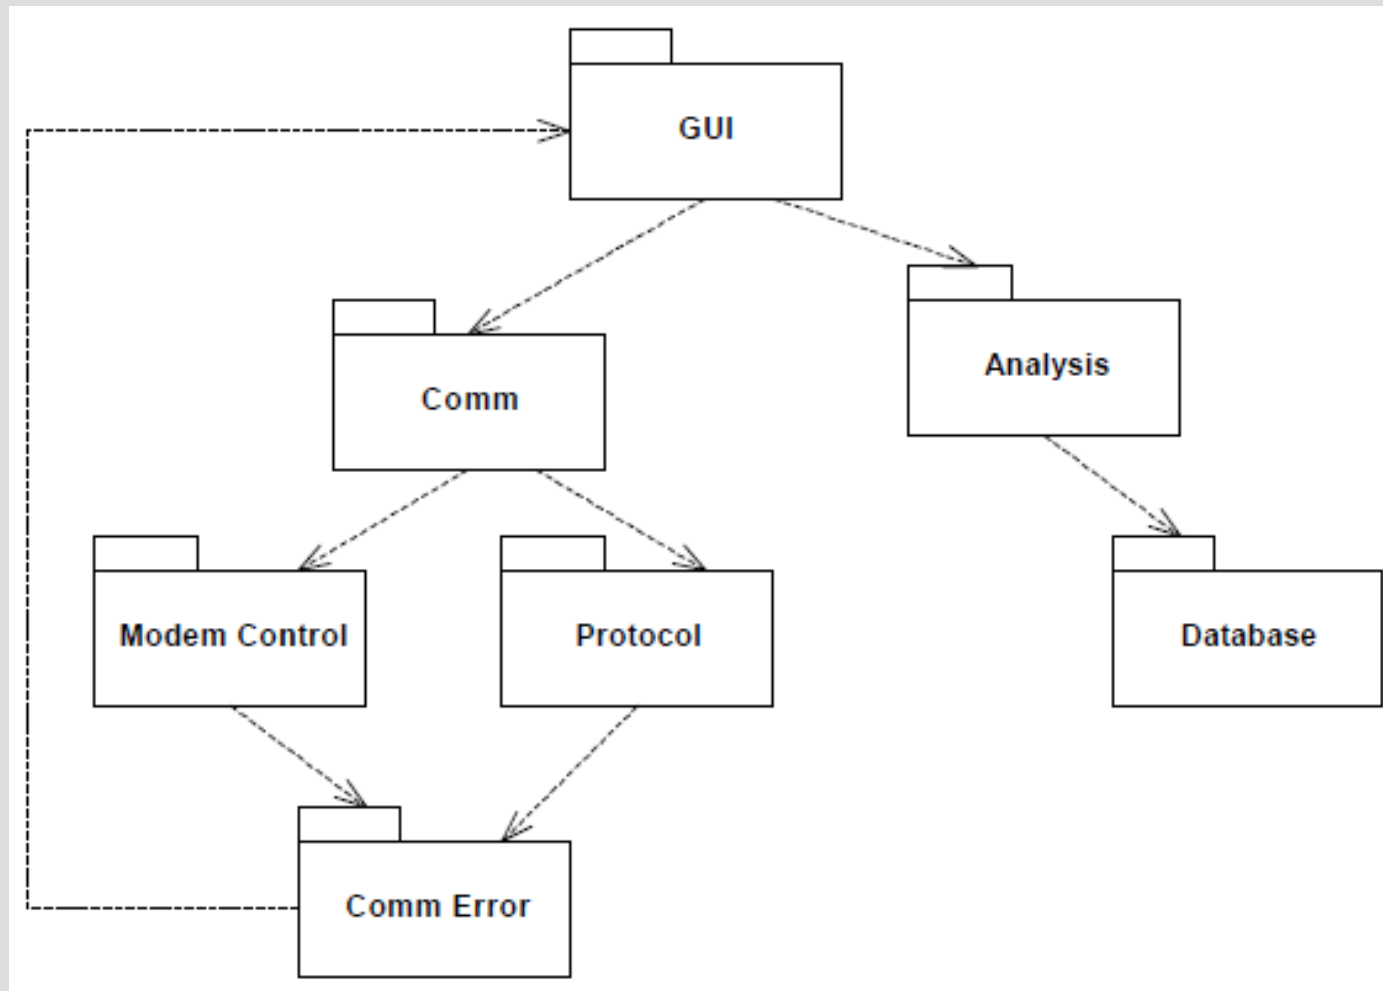 GUI
Analysis
Comm
Modem Control
Protocol
Database
Comm Error